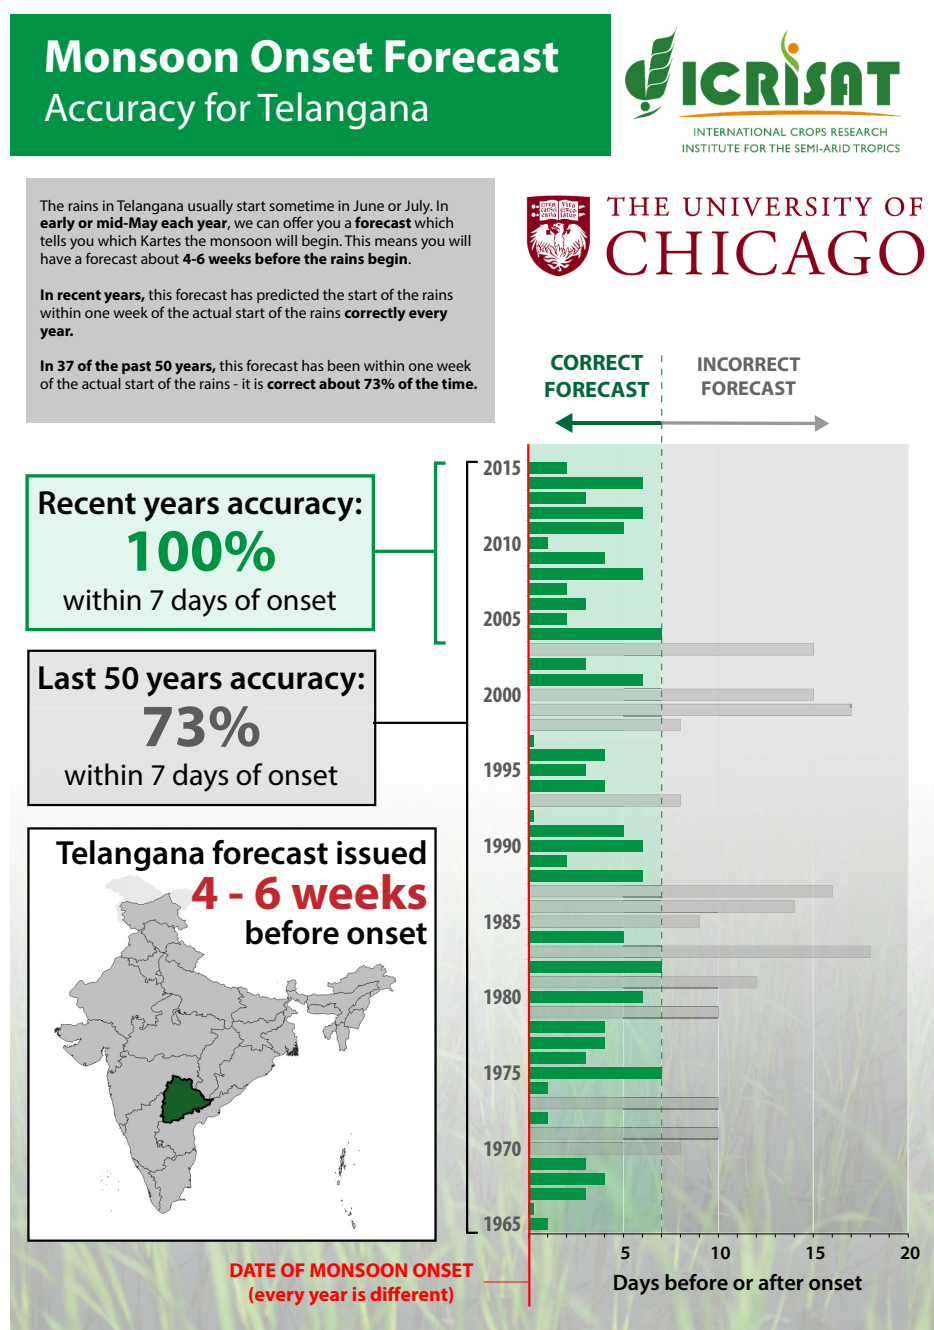 Monsoon Onset Forecast
Accuracy for Telangana
ICRISAT
INTERNATIONAL CROPS RESEARCH
INSTITUTE FOR THE SEMI-ARID TROPICS
The rains in Telangana usually start sometime in June or July. In
early or mid-May each year, we can offer you a forecast which
tells you which Kartes the monsoon will begin. This means you will
have a forecast about 4-6 weeks before the rains begin.
In recent years, this forecast has predicted the start of the rains
within one week of the actual start of the rains correctly every
year.
In 37 of the past 50 years, this forecast has been within one week
of the actual start of the rains - it is correct about 73% of the time.
THE UNIVERSITY OF
CHICAGO
CORRECT
FORECAST
INCORRECT
FORECAST
Recent years accuracy:
100%
within 7 days of onset
Last 50 years accuracy:
73%
within 7 days of onset
Telangana forecast issued
4 - 6 weeks
before onset
2015
2010
2005
2000
1995
1990
1985
1980
1975
1970
1965
5 10 15 20
Days before or after onset
DATE OF MONSOON ONSET
(every year is different)